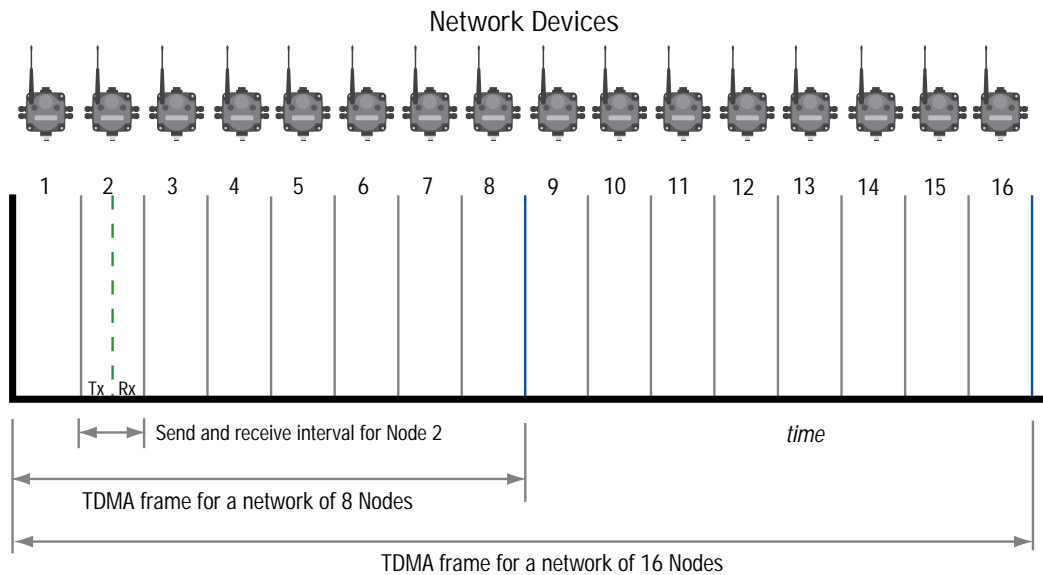 Network Devices
1 2 3 4 5 6 7 8 9 10 11 12 13 14 15 16
Tx Rx
Send and receive interval for Node 2
time
TDMA frame for a network of 8 Nodes
TDMA frame for a network of 16 Nodes